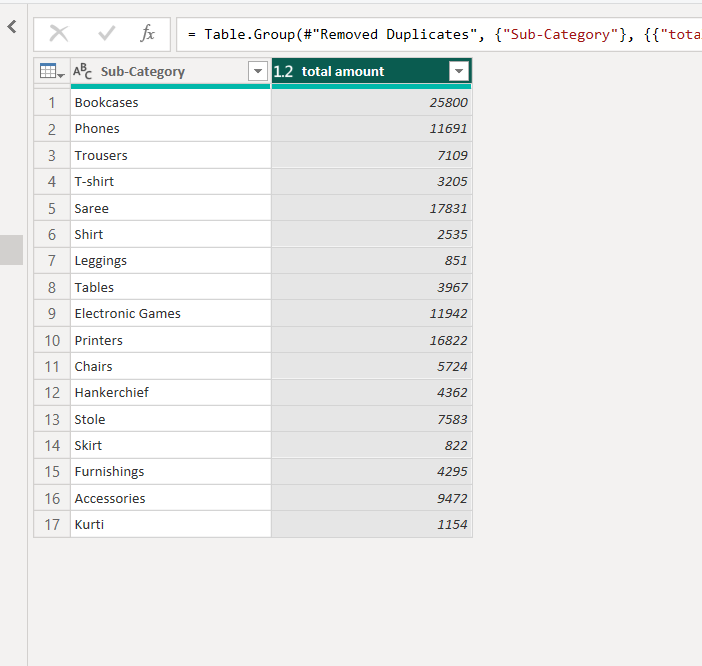 fx = Table.Group(#"Removed Duplicates", {"Sub-Category"}, {{"tota
ABC Sub-Category 1.2 total amount
1 Bookcases 25800
2 Phones 11691
3 Trousers 7109
4 T-shirt 3205
5 Saree 17831
6 Shirt 2535
7 Leggings 851
8 Tables 3967
9 Electronic Games 11942
10 Printers 16822
11 Chairs 5724
12 Hankerchief 4362
13 Stole 7583
14 Skirt 822
15 Furnishings 4295
16 Accessories 9472
17 Kurti 1154